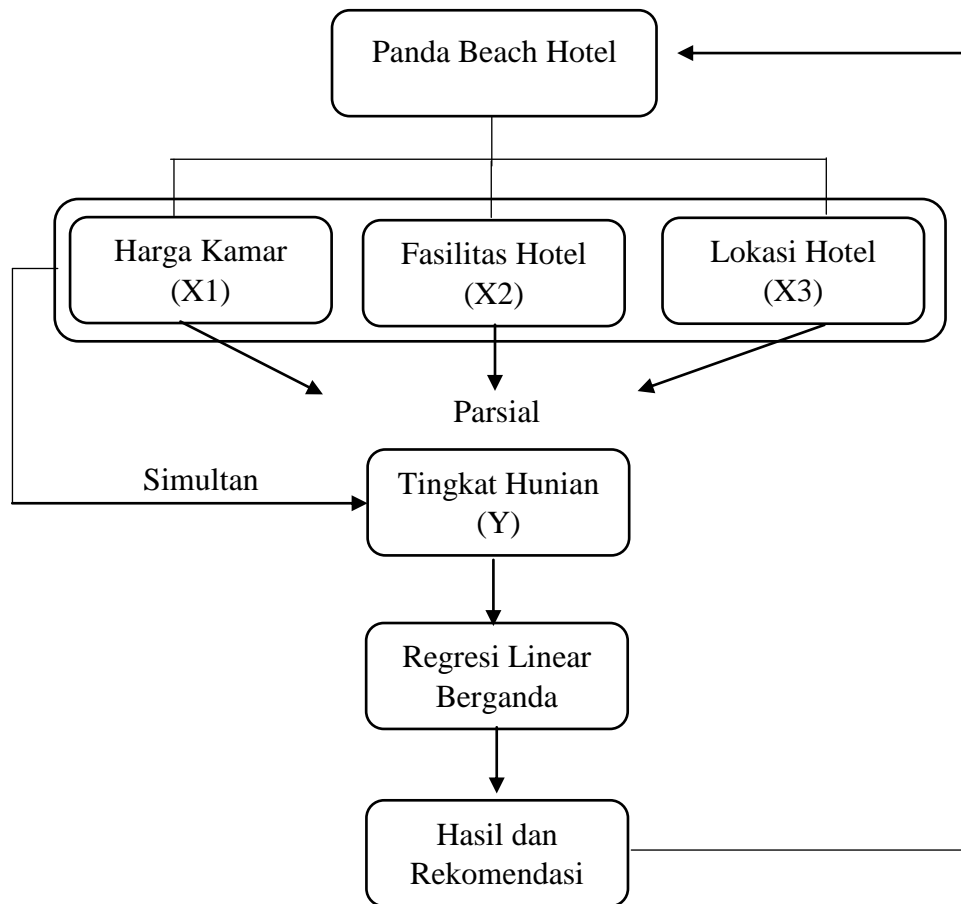 Panda Beach Hotel
Harga Kamar
(X1)
Fasilitas Hotel
(X2)
Lokasi Hotel
(X3)
Parsial
Simultan
Tingkat Hunian
(Y)
Regresi Linear
Berganda
Hasil dan
Rekomendasi